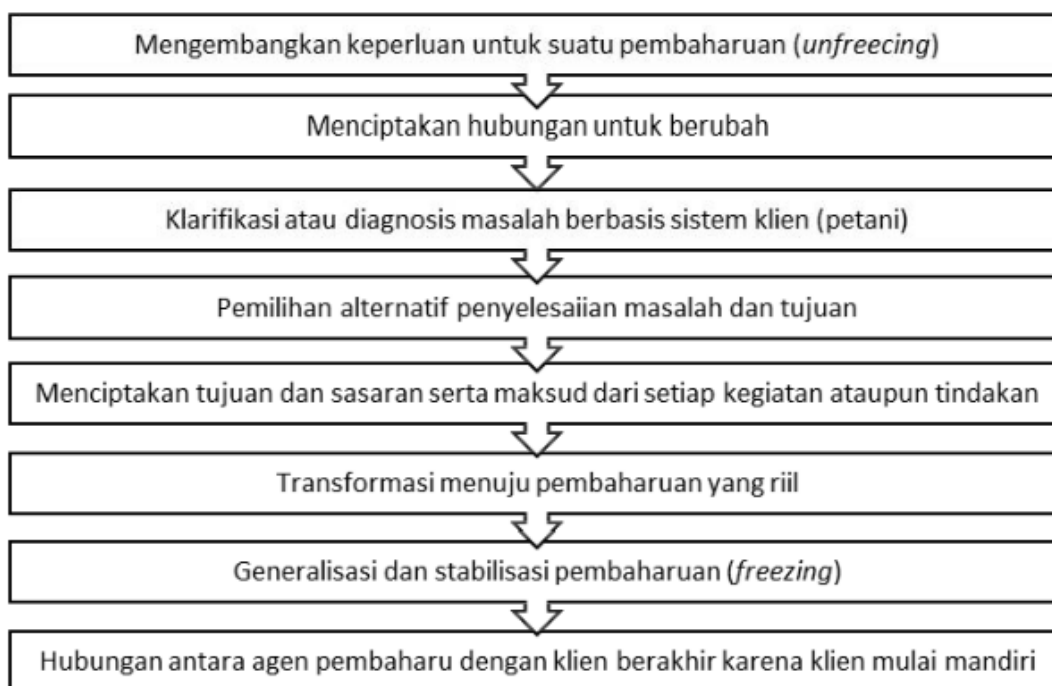 Mengembangkan keperluan untuk suatu pembaharuan (unfreecing)
Menciptakan hubungan untuk berubah
Klarifikasi atau diagnosis masalah berbasis sistem klien (petani)
Pemilihan alternatif penyelesaiian masalah dan tujuan
Menciptakan tujuan dan sasaran serta maksud dari setiap kegiatan ataupun tindakan
Transformasi menuju pembaharuan yang riil
Generalisasi dan stabilisasi pembaharuan (freezing)
Hubungan antara agen pembaharu dengan klien berakhir karena klien mulai mandiri